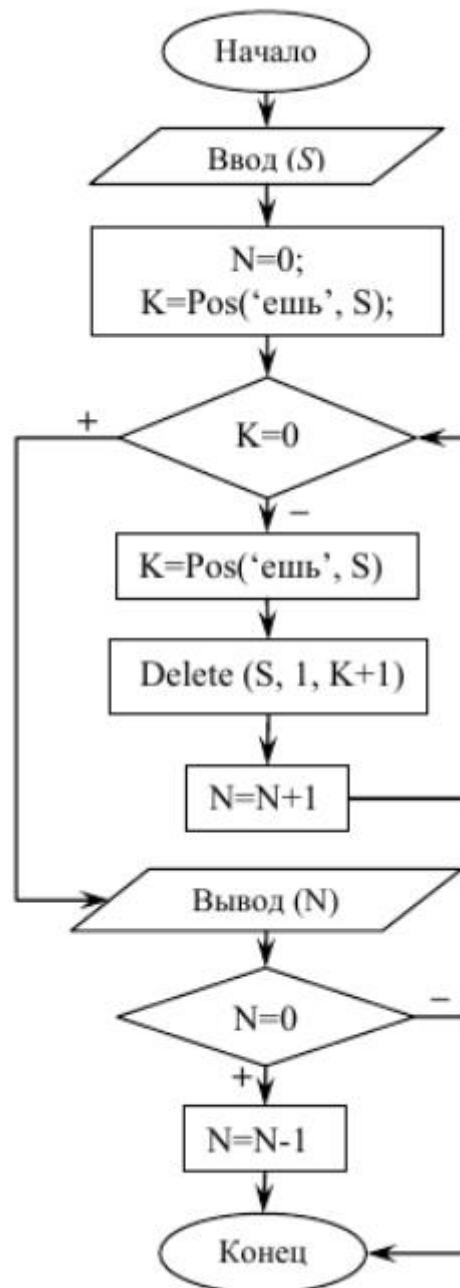 Начало
Ввод (S)
N=0;
K=Pos(‘ешь’, S);
+
K=0
–
K=Pos(‘ешь’, S)
Delete (S, 1, K+1)
N=N+1
Вывод (N)
N=0
–
+
N=N-1
Конец